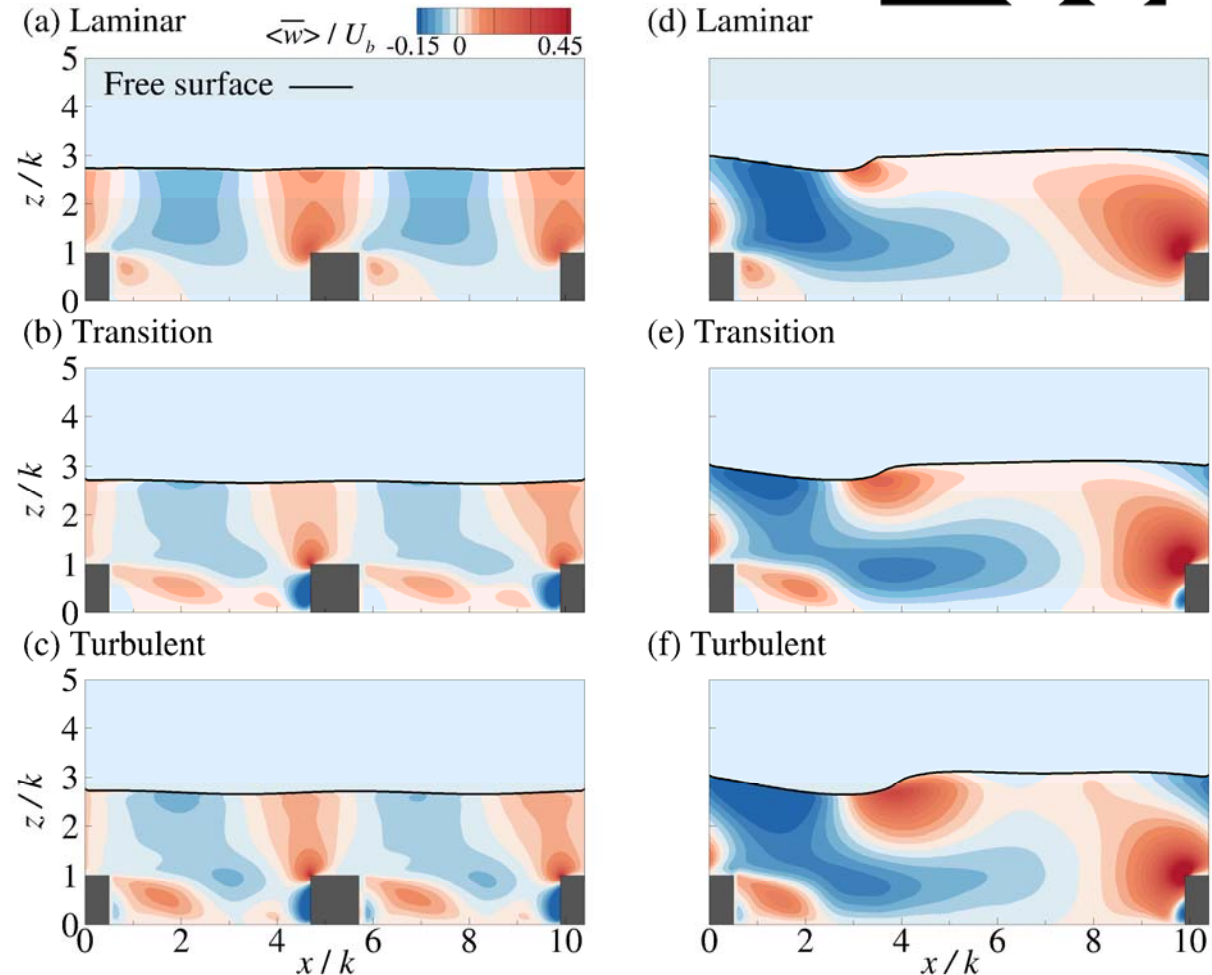 (a) Laminar
<w̅> / U_b -0.15 0 0.45
(d) Laminar
5
Free surface
4
3
z / k
2
1
0
(b) Transition
(e) Transition
5
4
3
z / k
2
1
0
(c) Turbulent
(f) Turbulent
5
4
3
z / k
2
1
0
0 2 4 6 8 10
0 2 4 6 8 10
x / k
x / k